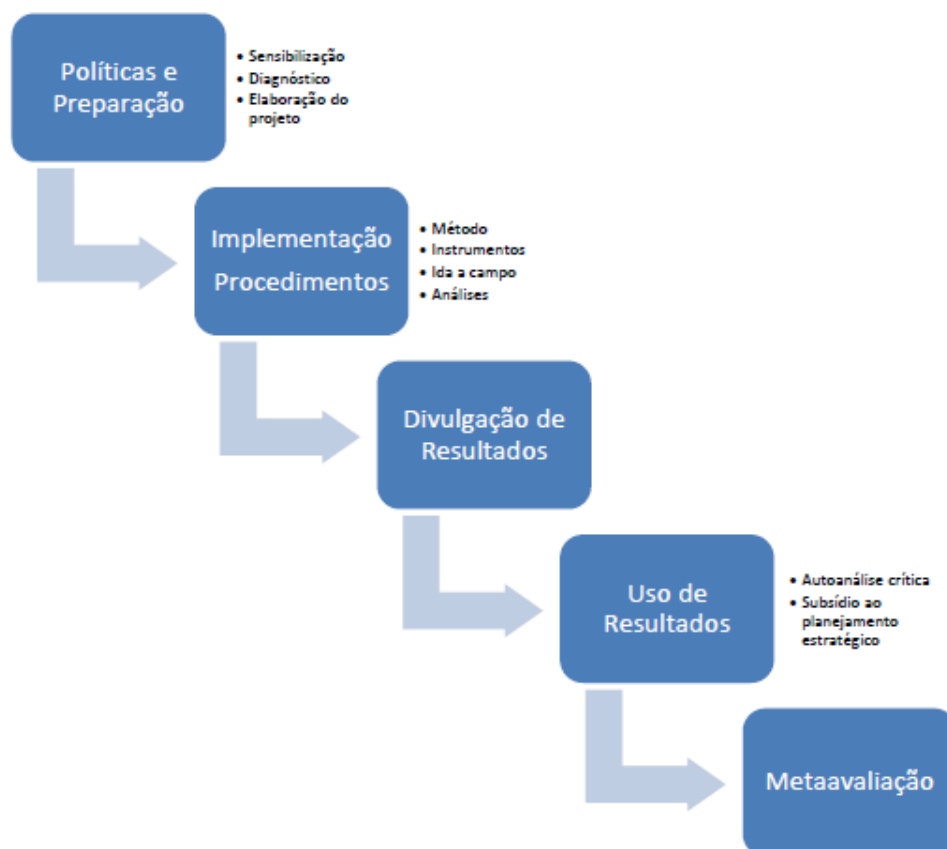 Políticas e
Preparação
• Sensibilização
• Diagnóstico
• Elaboração do
projeto
Implementação
Procedimentos
• Método
• Instrumentos
• Ida a campo
• Análises
Divulgação de
Resultados
Uso de
Resultados
• Autoanálise crítica
• Subsídio ao
planejamento
estratégico
Metaavaliação